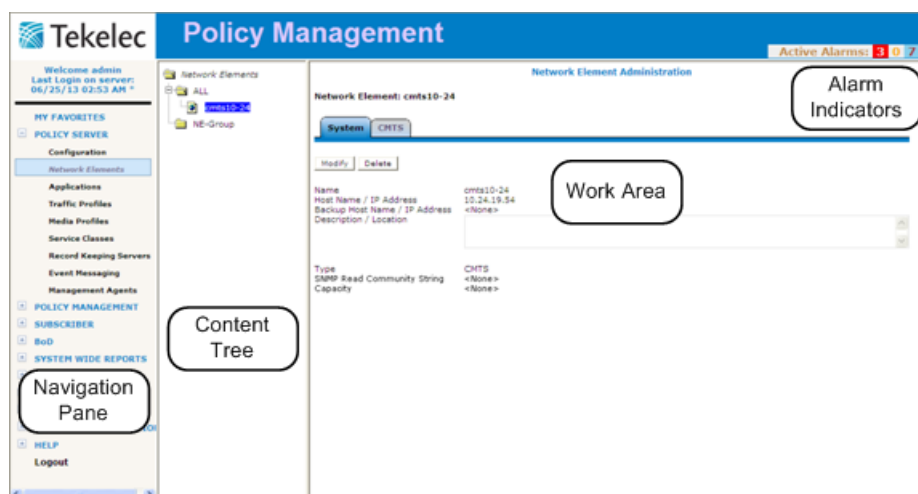 Tekelec
Policy Management
Active Alarms: 3 0 7
Welcome admin
Last Login on server:
06/25/13 02:53 AM *
MY FAVORITES
POLICY SERVER
Configuration
Network Elements
Applications
Traffic Profiles
Media Profiles
Service Classes
Record Keeping Servers
Event Messaging
Management Agents
POLICY MANAGEMENT
SUBSCRIBER
BoD
SYSTEM WIDE REPORTS
Navigation
Pane
HELP
Logout
Network Elements
ALL
cmts10-24
NE-Group
Content
Tree
Network Element Administration
Alarm
Indicators
Network Element: cmts10-24
System CMTS
Modify Delete
Work Area
Name cmts10-24
Host Name / IP Address 10.24.19.54
Backup Host Name / IP Address <None>
Description / Location
Type CMTS
SNMP Read Community String <None>
Capacity <None>